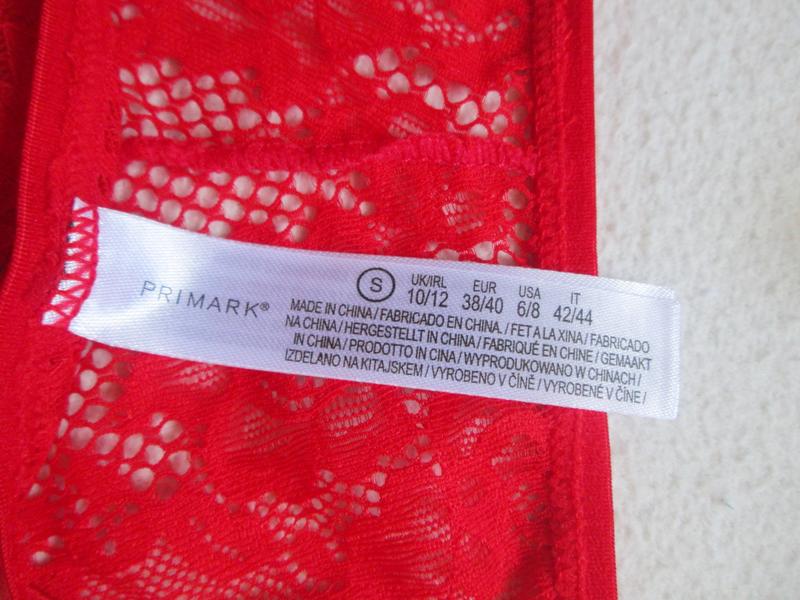 PRIMARK®
S
UK/IRL EUR USA IT
10/12 38/40 6/8 42/44
MADE IN CHINA / FABRICADO EN CHINA. / FET A LA XINA / FABRICADO
NA CHINA / HERGESTELLT IN CHINA / FABRIQUÉ EN CHINE / GEMAAKT
IN CHINA / PRODOTTO IN CINA / WYPRODUKOWANO W CHINACH /
IZDELANO NA KITAJSKEM / VYROBENO V ČÍNĚ / VYROBENÉ V ČÍNE /